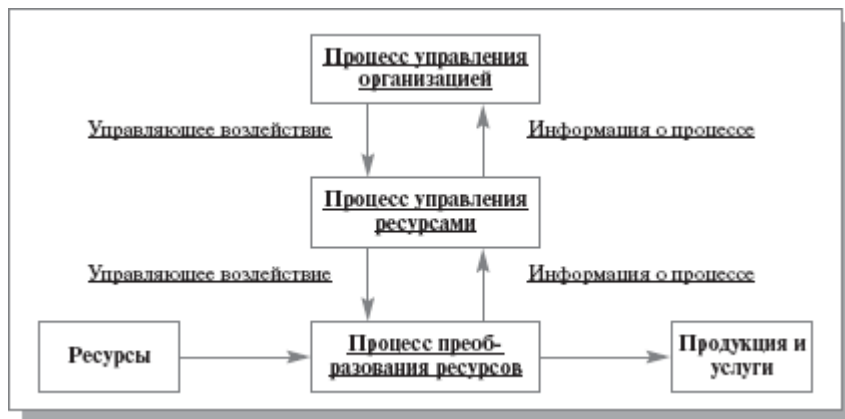 Процесс управления
организацией
Управляющее воздействие
Информация о процессе
Процесс управления
ресурсами
Управляющее воздействие
Информация о процессе
Ресурсы
Процесс преоб-
разования ресурсов
Продукция и
услуги